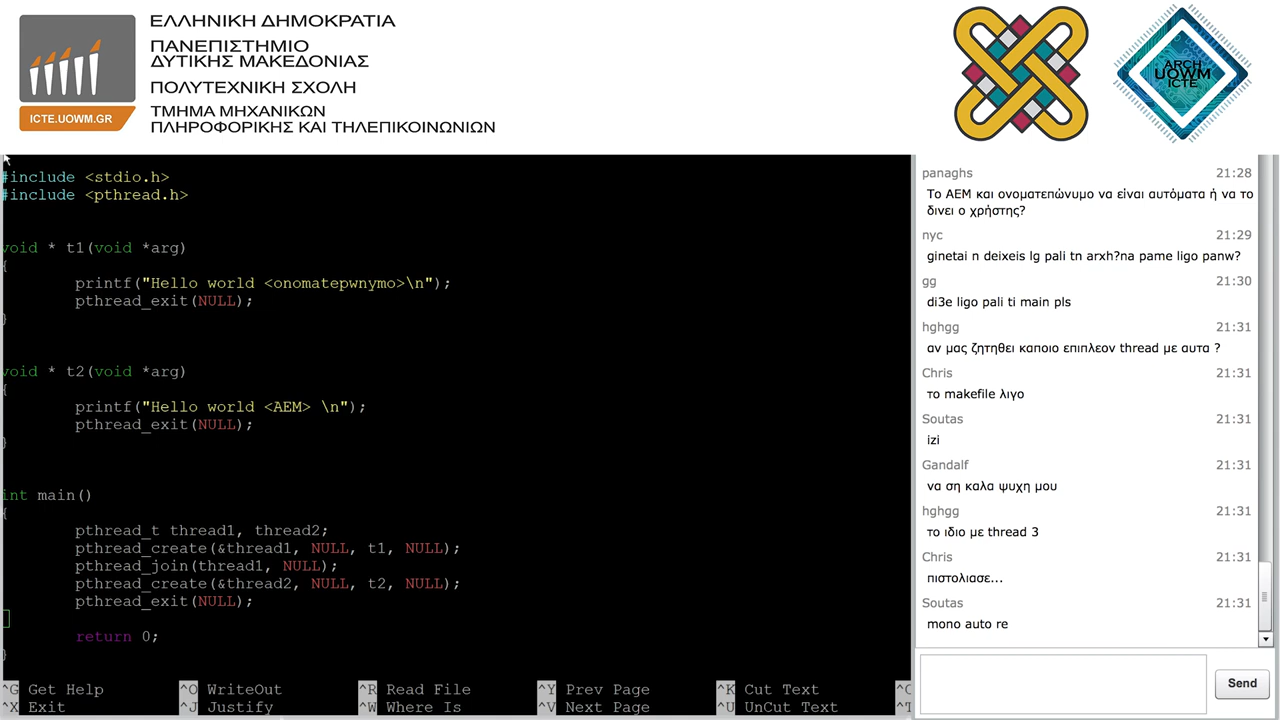 ΕΛΛΗΝΙΚΗ ΔΗΜΟΚΡΑΤΙΑ
ΠΑΝΕΠΙΣΤΗΜΙΟ
ΔΥΤΙΚΗΣ ΜΑΚΕΔΟΝΙΑΣ
ΠΟΛΥΤΕΧΝΙΚΗ ΣΧΟΛΗ
ΤΜΗΜΑ ΜΗΧΑΝΙΚΩΝ
ΠΛΗΡΟΦΟΡΙΚΗΣ ΚΑΙ ΤΗΛΕΠΙΚΟΙΝΩΝΙΩΝ
ICTE.UOWM.GR
ARCH
UOWM
ICTE
#include <stdio.h>
#include <pthread.h>
void * t1(void *arg)
{
printf("Hello world <onomatepwnymo>\n");
pthread_exit(NULL);
}
void * t2(void *arg)
{
printf("Hello world <AEM> \n");
pthread_exit(NULL);
}
int main()
{
pthread_t thread1, thread2;
pthread_create(&thread1, NULL, t1, NULL);
pthread_join(thread1, NULL);
pthread_create(&thread2, NULL, t2, NULL);
pthread_exit(NULL);
return 0;
}
^G Get Help ^O WriteOut ^R Read File ^Y Prev Page ^K Cut Text ^C
^X Exit ^J Justify ^W Where Is ^V Next Page ^U UnCut Text ^T
panaghs 21:28
Το ΑΕΜ και ονοματεπώνυμο να είναι αυτόματα ή να το
δινει ο χρήστης?
nyc 21:29
ginetai n deixeis lg pali tn arxh?na pame ligo panw?
gg 21:30
di3e ligo pali ti main pls
hghgg 21:31
αν μας ζητηθει καποιο επιπλεον thread με αυτα ?
Chris 21:31
το makefile λιγο
Soutas 21:31
izi
Gandalf 21:31
να ση καλα ψυχη μου
hghgg 21:31
το ιδιο με thread 3
Chris 21:31
πιστολιασε...
Soutas 21:31
mono auto re
Send